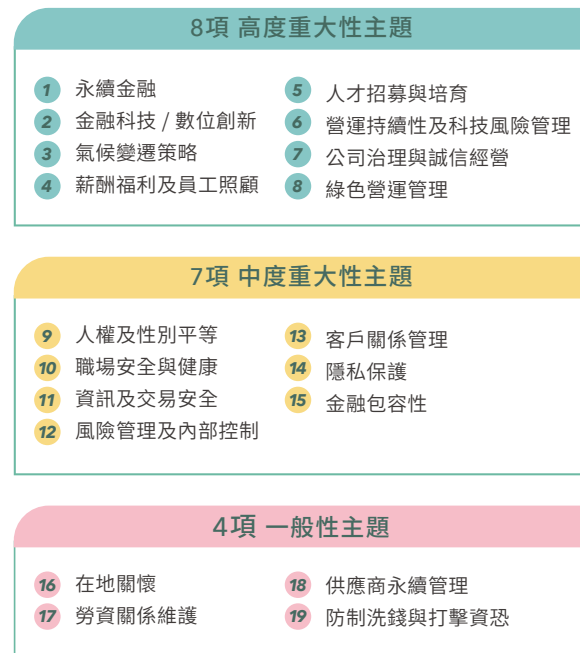 8項 高度重大性主題
1 永續金融
2 金融科技 / 數位創新
3 氣候變遷策略
4 薪酬福利及員工照顧
5 人才招募與培育
6 營運持續性及科技風險管理
7 公司治理與誠信經營
8 綠色營運管理
7項 中度重大性主題
9 人權及性別平等
10 職場安全與健康
11 資訊及交易安全
12 風險管理及內部控制
13 客戶關係管理
14 隱私保護
15 金融包容性
4項 一般性主題
16 在地關懷
17 勞資關係維護
18 供應商永續管理
19 防制洗錢與打擊資恐